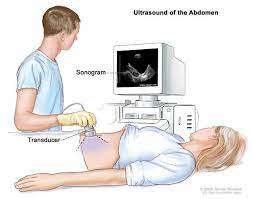 Ultrasound of the Abdomen
Sonogram
Transducer